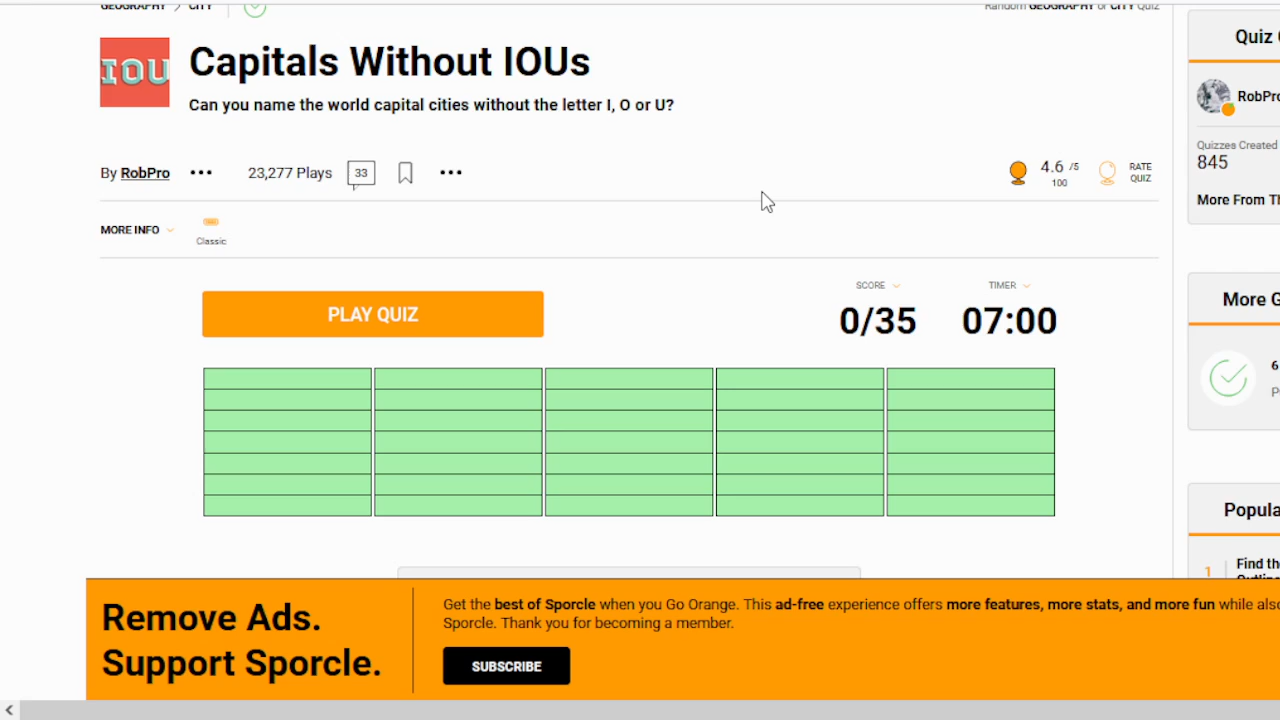 GEOGRAPHY / CITY
Random GEOGRAPHY or CITY Quiz
IOU
Capitals Without IOUs
Can you name the world capital cities without the letter I, O or U?
By RobPro ••• 23,277 Plays 33 •••
4.6 /5
100
RATE
QUIZ
MORE INFO
Classic
PLAY QUIZ
SCORE
0/35
TIMER
07:00
Quiz
RobPro
Quizzes Created
845
More From Th
More G
6
Popula
1
Find the
Remove Ads.
Support Sporcle.
Get the best of Sporcle when you Go Orange. This ad-free experience offers more features, more stats, and more fun while also
Sporcle. Thank you for becoming a member.
SUBSCRIBE